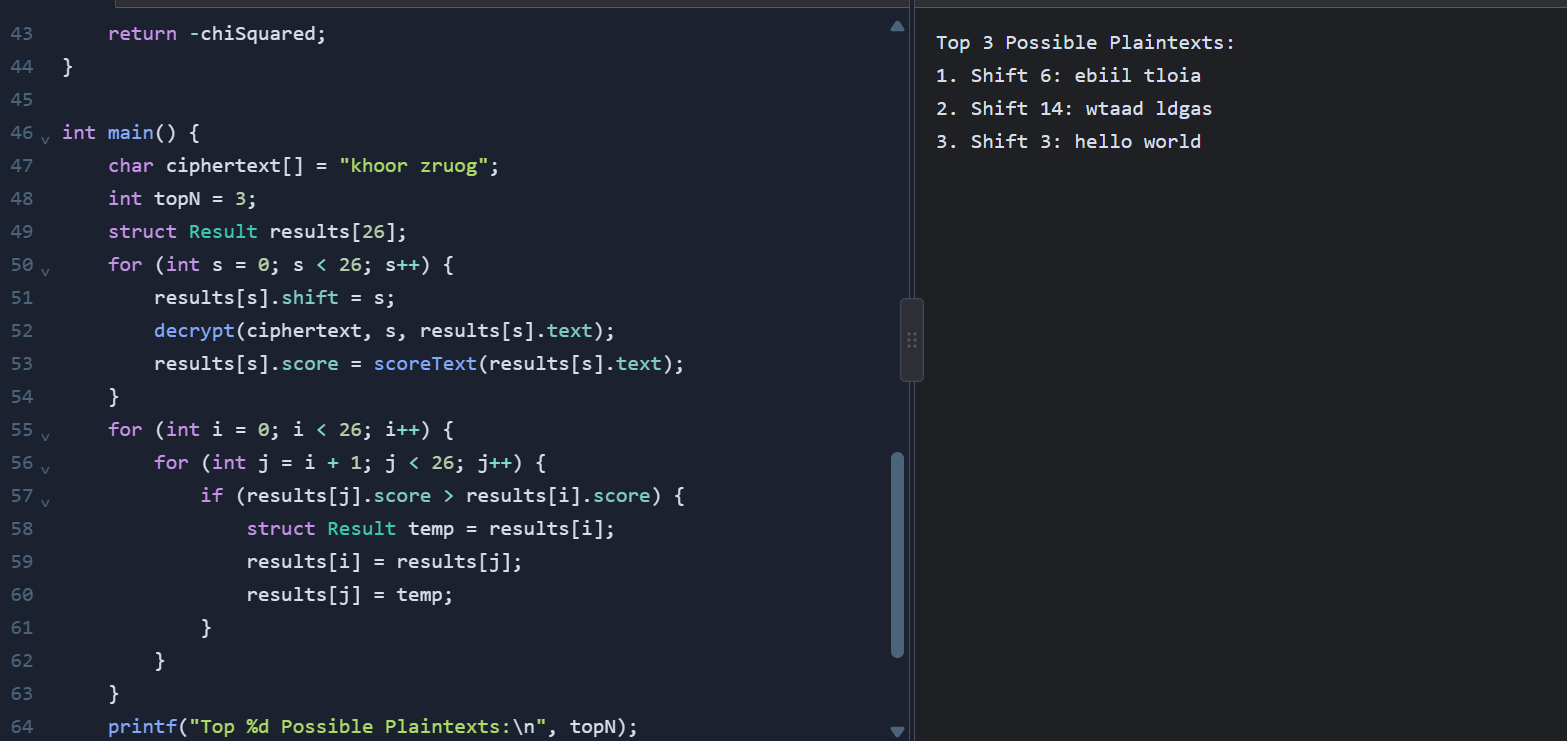 43     return -chiSquared;
44 }
45
46 int main() {
47     char ciphertext[] = "khoor zruog";
48     int topN = 3;
49     struct Result results[26];
50     for (int s = 0; s < 26; s++) {
51         results[s].shift = s;
52         decrypt(ciphertext, s, results[s].text);
53         results[s].score = scoreText(results[s].text);
54     }
55     for (int i = 0; i < 26; i++) {
56         for (int j = i + 1; j < 26; j++) {
57             if (results[j].score > results[i].score) {
58                 struct Result temp = results[i];
59                 results[i] = results[j];
60                 results[j] = temp;
61             }
62         }
63     }
64     printf("Top %d Possible Plaintexts:\n", topN);
Top 3 Possible Plaintexts:
1. Shift 6: ebiil tloia
2. Shift 14: wtaad ldgas
3. Shift 3: hello world